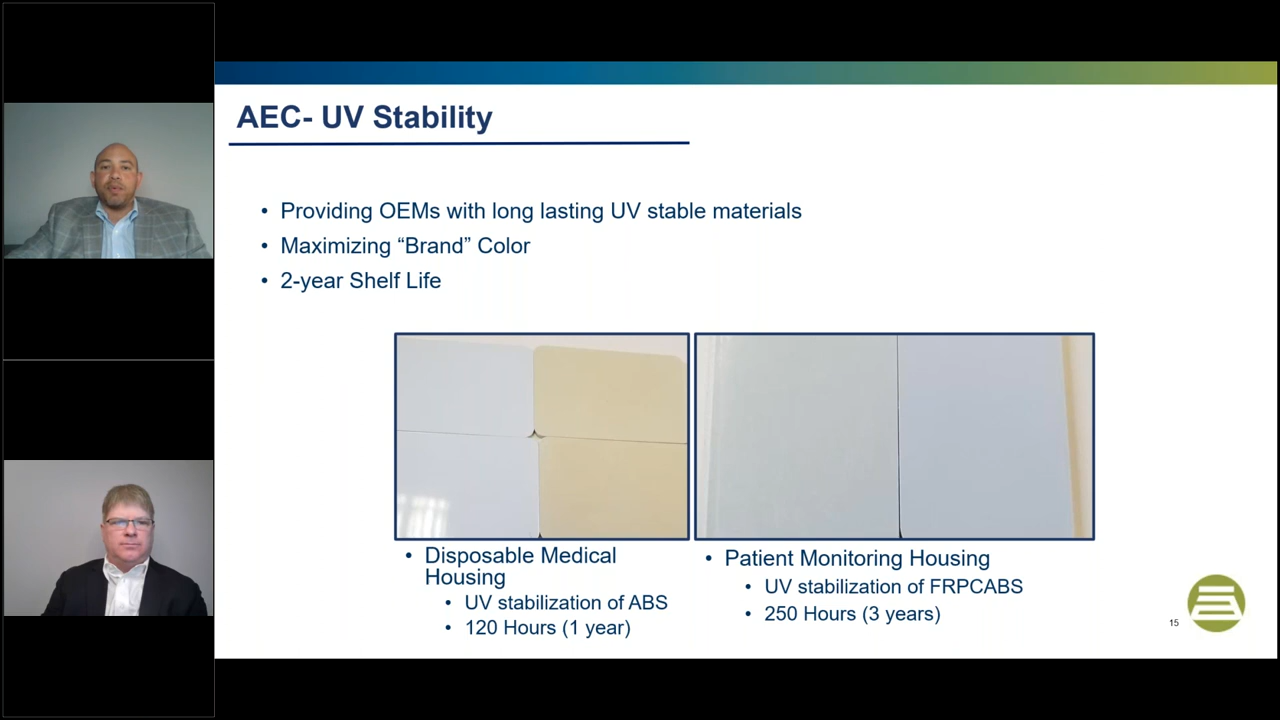 AEC- UV Stability
• Providing OEMs with long lasting UV stable materials
• Maximizing “Brand” Color
• 2-year Shelf Life
• Disposable Medical
Housing
• UV stabilization of ABS
• 120 Hours (1 year)
• Patient Monitoring Housing
• UV stabilization of FRPCABS
• 250 Hours (3 years)
15